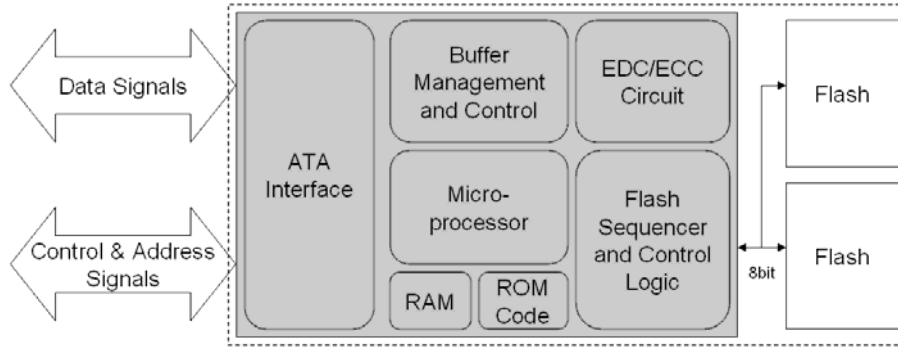 Data Signals
Control & Address
Signals
ATA
Interface
Buffer
Management
and Control
EDC/ECC
Circuit
Micro-
processor
Flash
Sequencer
and Control
Logic
RAM
ROM
Code
8bit
Flash
Flash